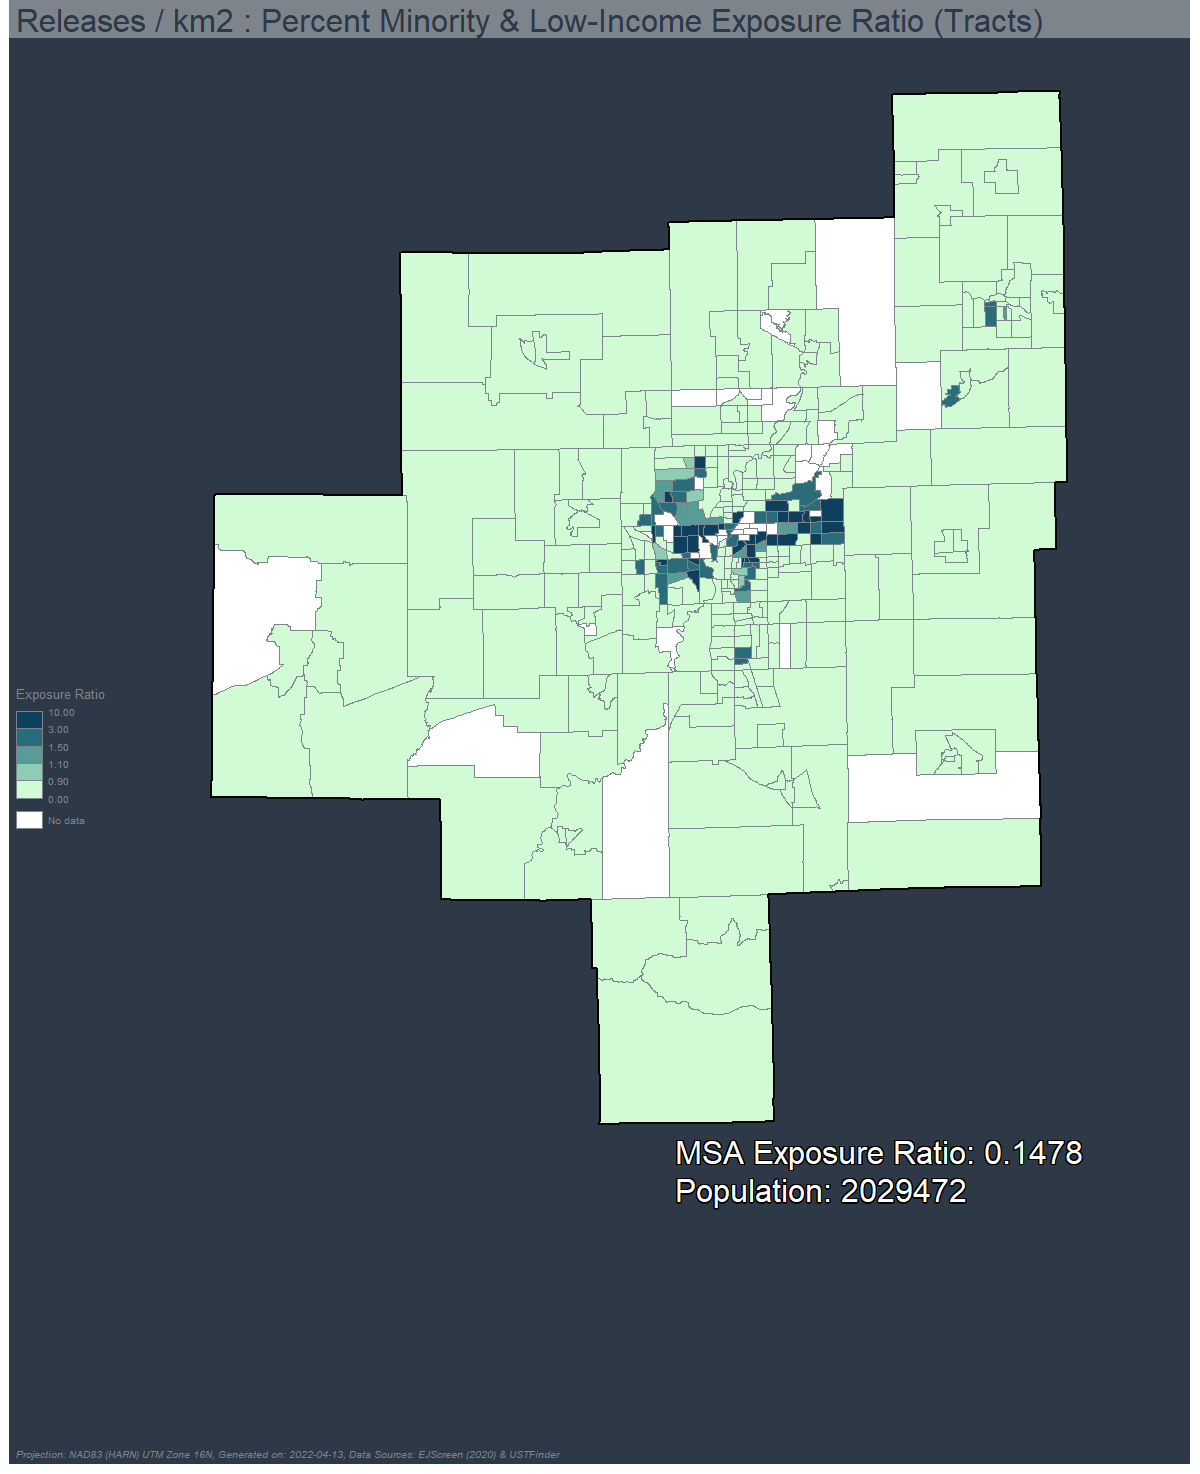 Releases / km2 : Percent Minority & Low-Income Exposure Ratio (Tracts)
Exposure Ratio
10.00
3.00
1.50
1.10
0.90
0.00
No data
MSA Exposure Ratio: 0.1478
Population: 2029472
Projection: NAD83 (HARN) UTM Zone 16N, Generated on: 2022-04-13, Data Sources: EJScreen (2020) & USTFinder